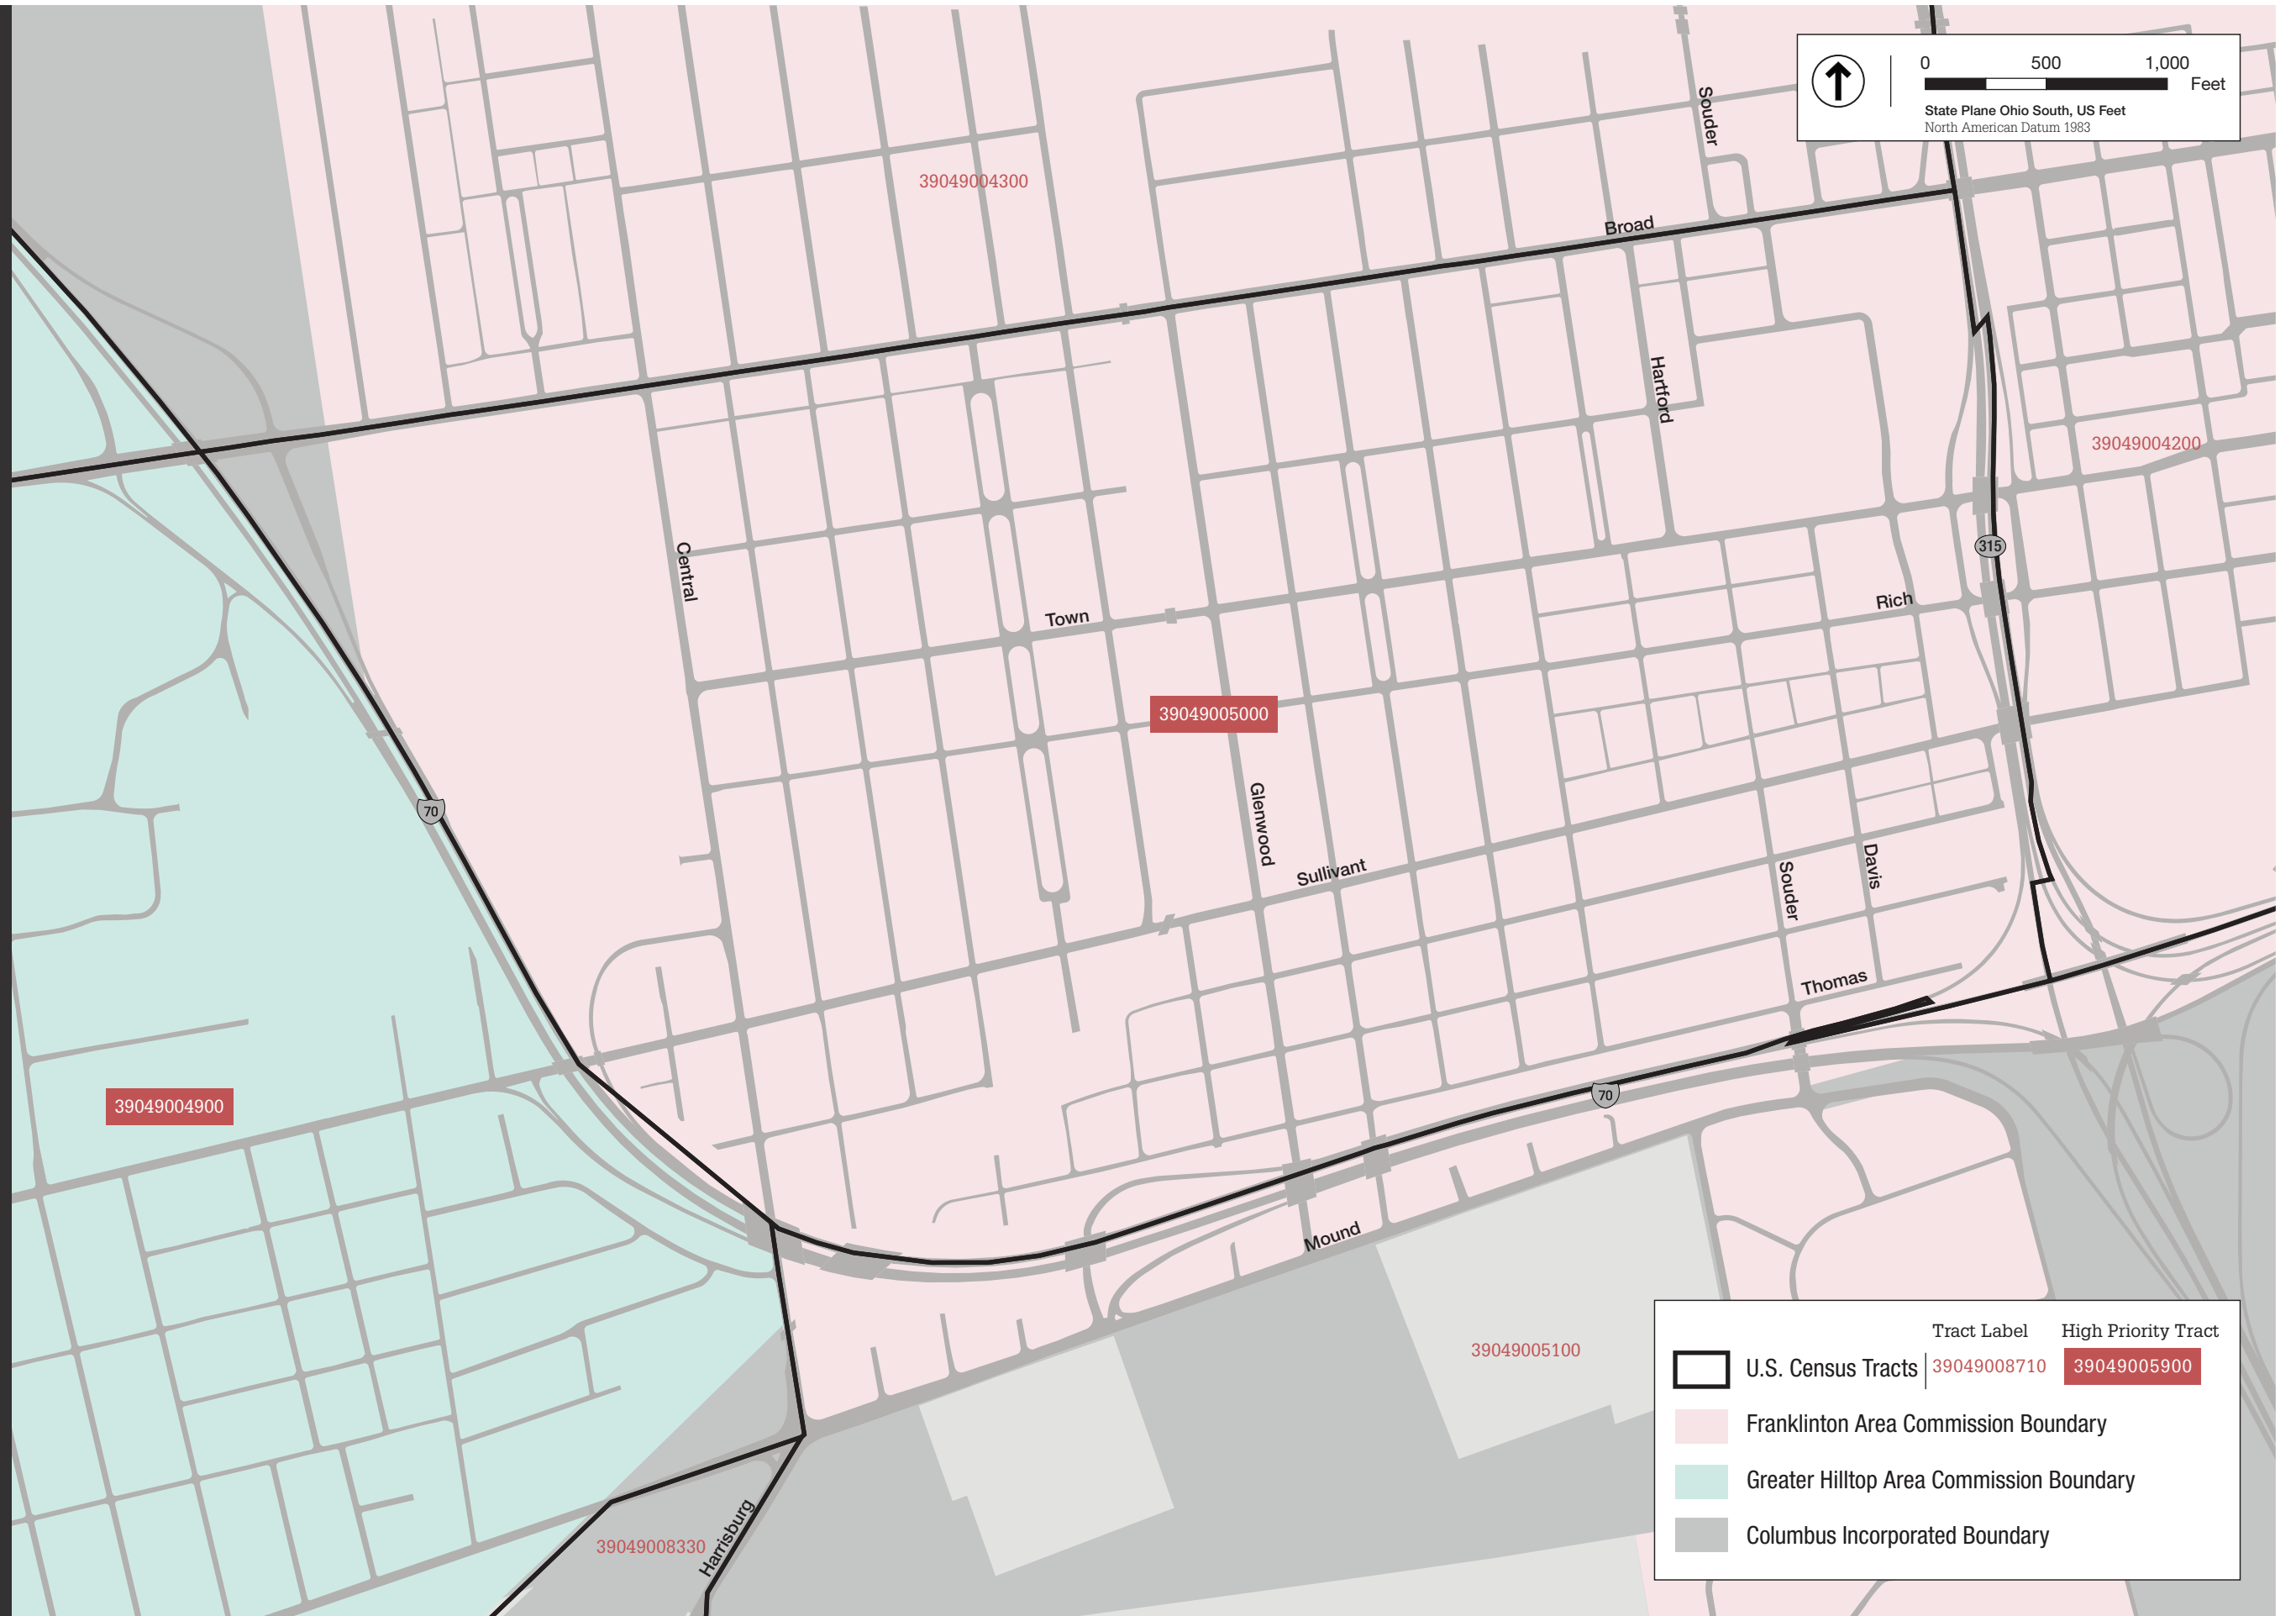 0 500 1,000
Feet
State Plane Ohio South, US Feet
North American Datum 1983
Souder
39049004300
Broad
Hartford
39049004200
Central
315
Town
Rich
39049005000
70
Glenwood
Sullivant
Souder
Davis
Thomas
70
39049004900
Mound
39049005100
39049008330
Harrisburg
Tract Label High Priority Tract
U.S. Census Tracts 39049008710 39049005900
Franklinton Area Commission Boundary
Greater Hilltop Area Commission Boundary
Columbus Incorporated Boundary